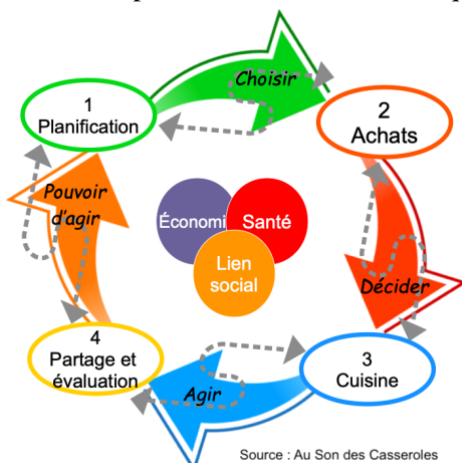 1
Planification
Choisir
2
Achats
Décider
3
Cuisine
Agir
4
Partage et
évaluation
Pouvoir
d'agir
Économi
Santé
Lien
social
Source : Au Son des Casseroles